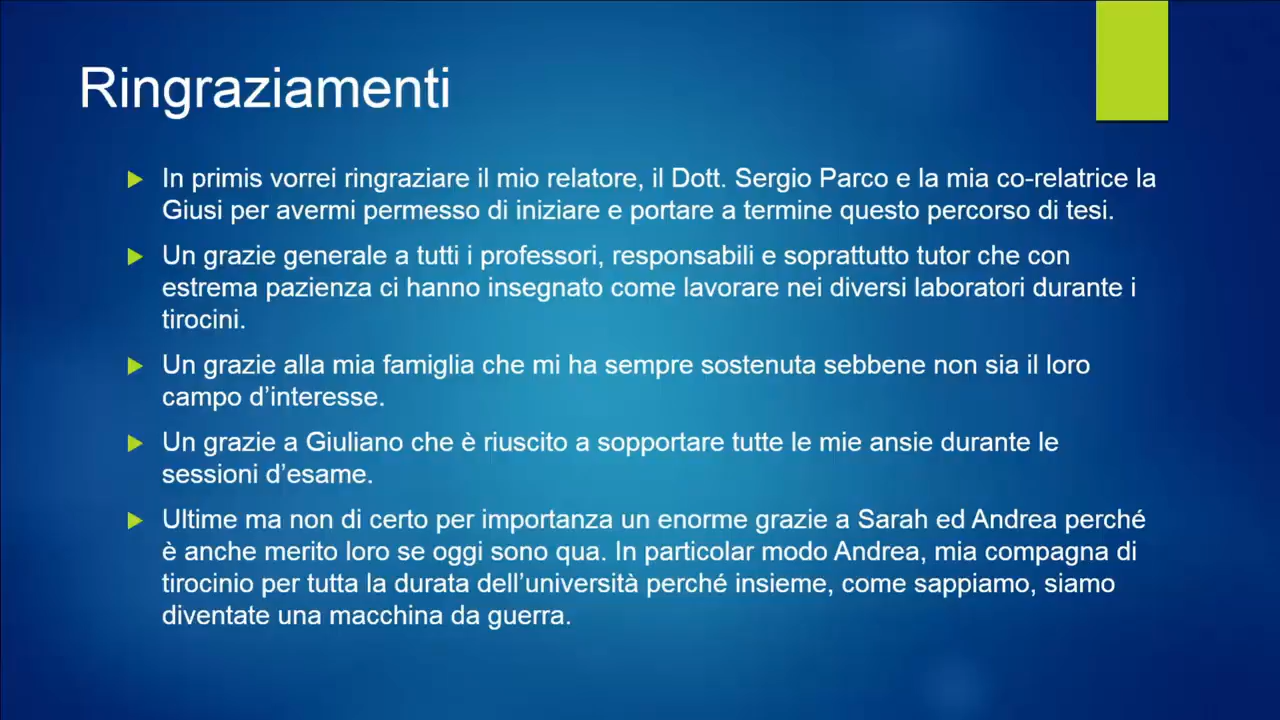 Ringraziamenti
In primis vorrei ringraziare il mio relatore, il Dott. Sergio Parco e la mia co-relatrice la
Giusi per avermi permesso di iniziare e portare a termine questo percorso di tesi.
Un grazie generale a tutti i professori, responsabili e soprattutto tutor che con
estrema pazienza ci hanno insegnato come lavorare nei diversi laboratori durante i
tirocini.
Un grazie alla mia famiglia che mi ha sempre sostenuta sebbene non sia il loro
campo d’interesse.
Un grazie a Giuliano che è riuscito a sopportare tutte le mie ansie durante le
sessioni d’esame.
Ultime ma non di certo per importanza un enorme grazie a Sarah ed Andrea perché
è anche merito loro se oggi sono qua. In particolar modo Andrea, mia compagna di
tirocinio per tutta la durata dell’università perché insieme, come sappiamo, siamo
diventate una macchina da guerra.